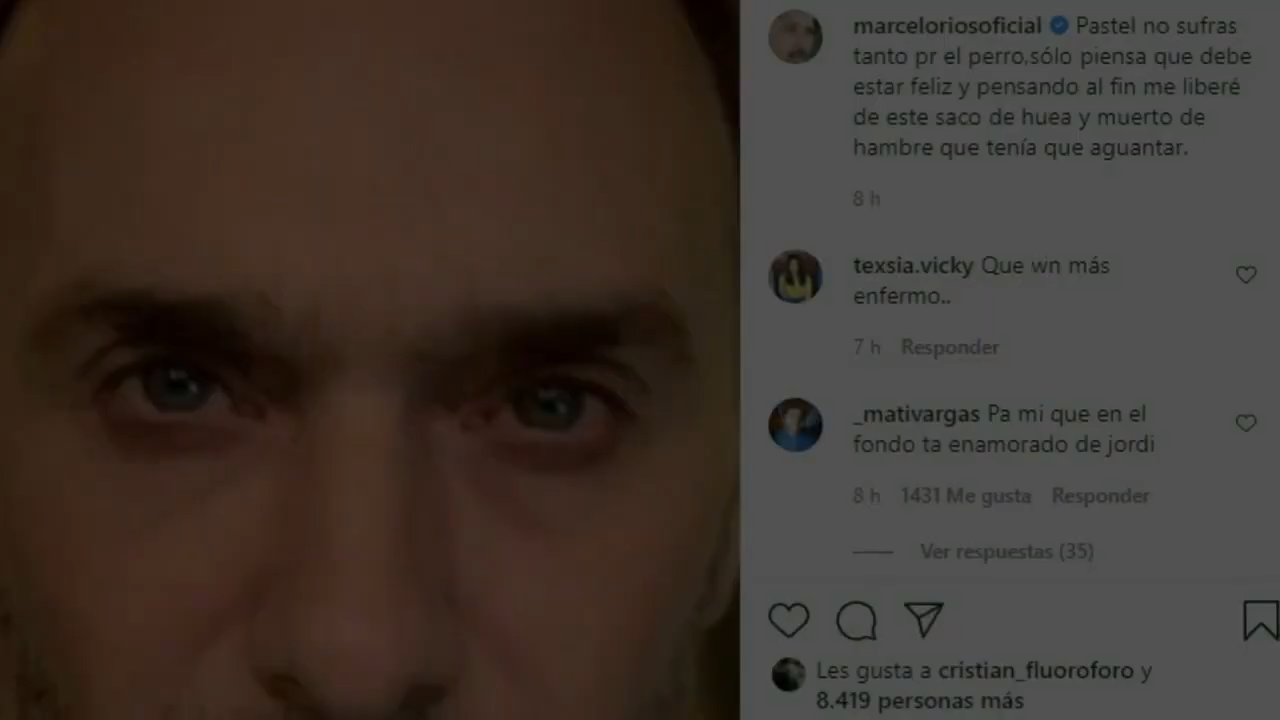 marceloriosoficial Pastel no sufras
tanto pr el perro,sólo piensa que debe
estar feliz y pensando al fin me liberé
de este saco de huea y muerto de
hambre que tenía que aguantar.
8 h
texsia.vicky Que wn más
enfermo..
7 h Responder
_mativargas Pa mi que en el
fondo ta enamorado de jordi
8 h 1431 Me gusta Responder
Ver respuestas (35)
Les gusta a cristian_fluoroforo y
8.419 personas más